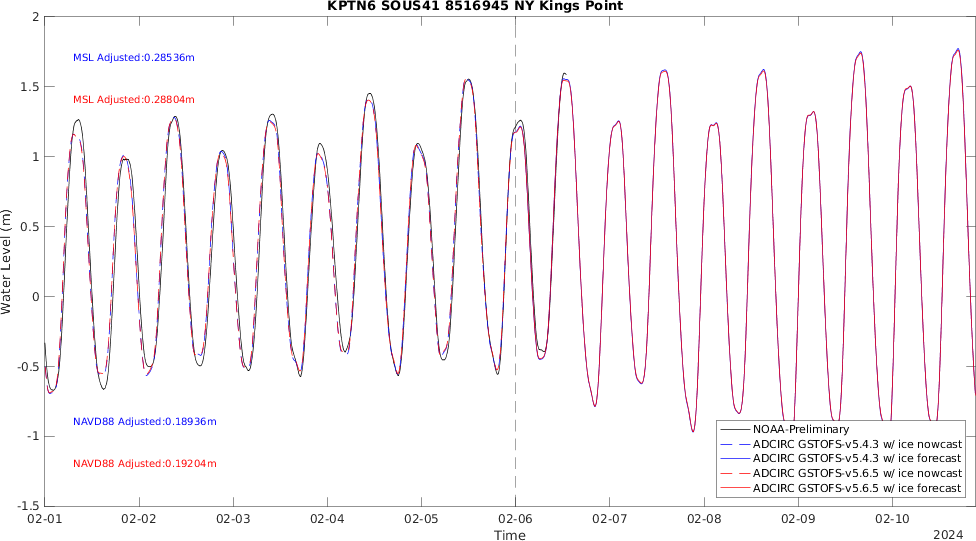 KPTN6 SOUS41 8516945 NY Kings Point
2
1.5
1
0.5
0
-0.5
-1
-1.5
Water Level (m)
MSL Adjusted:0.28536m
MSL Adjusted:0.28804m
NAVD88 Adjusted:0.18936m
NAVD88 Adjusted:0.19204m
NOAA-Preliminary
ADCIRC GSTOFS-v5.4.3 w/ ice nowcast
ADCIRC GSTOFS-v5.4.3 w/ ice forecast
ADCIRC GSTOFS-v5.6.5 w/ ice nowcast
ADCIRC GSTOFS-v5.6.5 w/ ice forecast
02-01 02-02 02-03 02-04 02-05 02-06 02-07 02-08 02-09 02-10
Time
2024